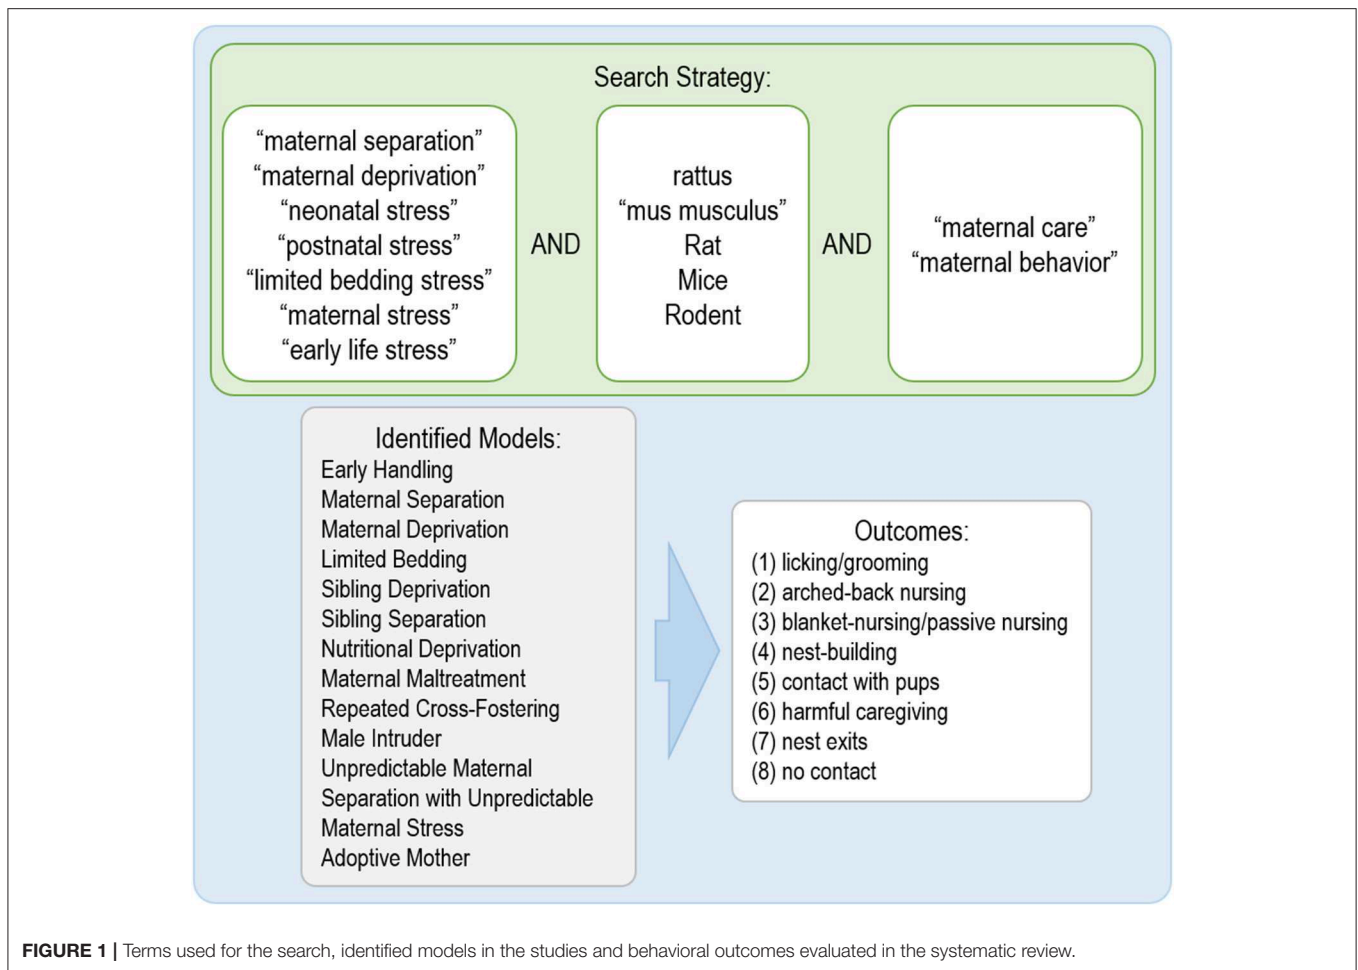 Search Strategy:
“maternal separation”
“maternal deprivation”
“neonatal stress”
“postnatal stress”
“limited bedding stress”
“maternal stress”
“early life stress”
AND
rattus
“mus musculus”
Rat
Mice
Rodent
AND
“maternal care”
“maternal behavior”
Identified Models:
Early Handling
Maternal Separation
Maternal Deprivation
Limited Bedding
Sibling Deprivation
Sibling Separation
Nutritional Deprivation
Maternal Maltreatment
Repeated Cross-Fostering
Male Intruder
Unpredictable Maternal
Separation with Unpredictable
Maternal Stress
Adoptive Mother
Outcomes:
(1) licking/grooming
(2) arched-back nursing
(3) blanket-nursing/passive nursing
(4) nest-building
(5) contact with pups
(6) harmful caregiving
(7) nest exits
(8) no contact
FIGURE 1 | Terms used for the search, identified models in the studies and behavioral outcomes evaluated in the systematic review.